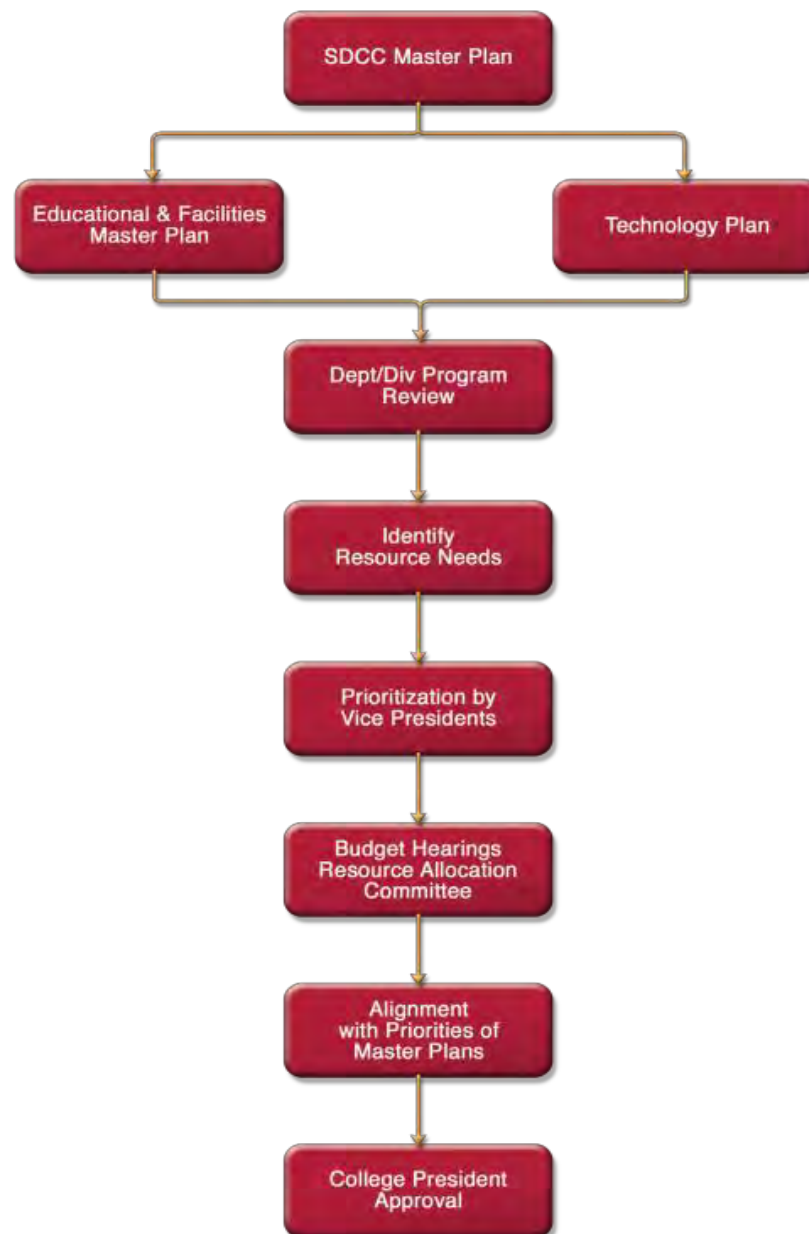 SDCC Master Plan
Educational & Facilities
Master Plan
Technology Plan
Dept/Div Program
Review
Identify
Resource Needs
Prioritization by
Vice Presidents
Budget Hearings
Resource Allocation
Committee
Alignment
with Priorities of
Master Plans
College President
Approval